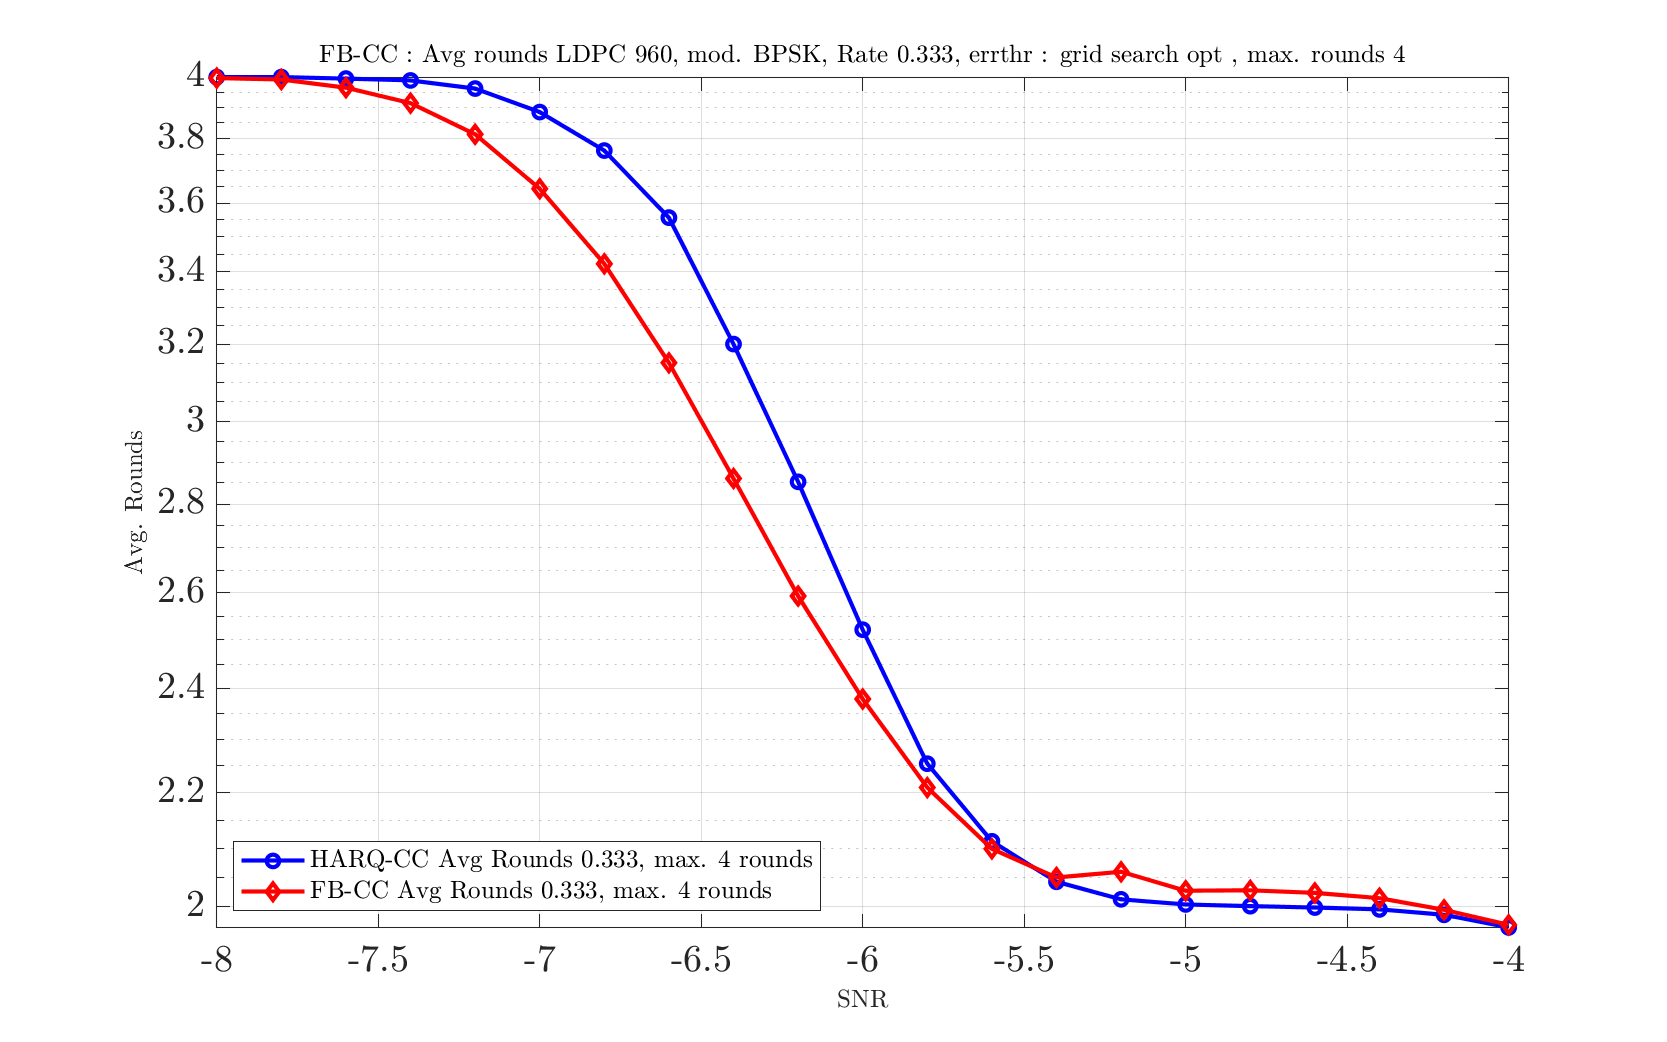 FB-CC : Avg rounds LDPC 960, mod. BPSK, Rate 0.333, errthr : grid search opt , max. rounds 4
4
3.8
3.6
3.4
3.2
3
2.8
2.6
2.4
2.2
2
Avg. Rounds
HARQ-CC Avg Rounds 0.333, max. 4 rounds
FB-CC Avg Rounds 0.333, max. 4 rounds
-8 -7.5 -7 -6.5 -6 -5.5 -5 -4.5 -4
SNR